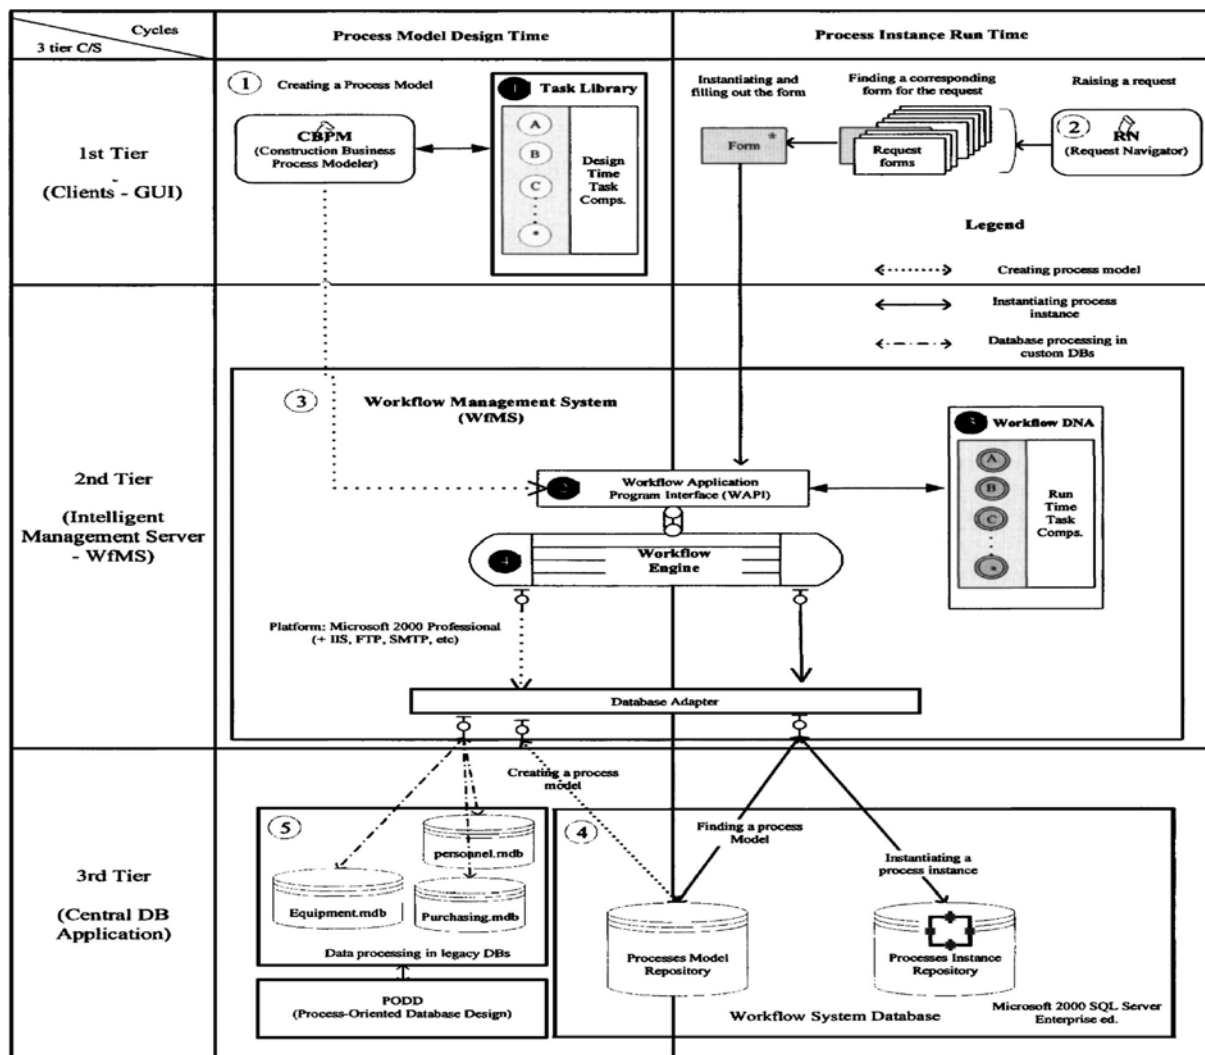 Cycles
3 tier C/S
Process Model Design Time
Process Instance Run Time
1st Tier
(Clients - GUI)
1
Creating a Process Model
CBPM
(Construction Business
Process Modeler)
1 Task Library
A
B
C
*
Design
Time
Task
Comps.
Instantiating and
filling out the form
Form *
Finding a corresponding
form for the request
Request
forms
Raising a request
2
RN
(Request Navigator)
Legend
Creating process model
Instantiating process
instance
Database processing in
custom DBs
2nd Tier
(Intelligent
Management Server
- WfMS)
3
Workflow Management System
(WfMS)
2
Workflow Application
Program Interface (WAPI)
3 Workflow DNA
A
B
C
*
Run
Time
Task
Comps.
4
Workflow
Engine
Platform: Microsoft 2000 Professional
(+ IIS, FTP, SMTP, etc)
Database Adapter
3rd Tier
(Central DB
Application)
Creating a process
model
5
personnel.mdb
Equipment.mdb
Purchasing.mdb
Data processing in legacy DBs
PODD
(Process-Oriented Database Design)
4
Finding a process
Model
Instantiating a
process instance
Processes Model
Repository
Processes Instance
Repository
Workflow System Database
Microsoft 2000 SQL Server
Enterprise ed.